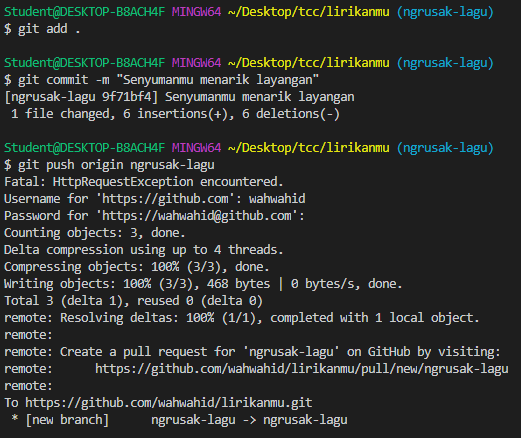 Student@DESKTOP-B8ACH4F MINGW64 ~/Desktop/tcc/lirikanmu (ngrusak-lagu)
$ git add .
Student@DESKTOP-B8ACH4F MINGW64 ~/Desktop/tcc/lirikanmu (ngrusak-lagu)
$ git commit -m "Senyumanmu menarik layangan"
[ngrusak-lagu 9f71bf4] Senyumanmu menarik layangan
 1 file changed, 6 insertions(+), 6 deletions(-)
Student@DESKTOP-B8ACH4F MINGW64 ~/Desktop/tcc/lirikanmu (ngrusak-lagu)
$ git push origin ngrusak-lagu
Fatal: HttpRequestException encountered.
Username for 'https://github.com': wahwahid
Password for 'https://wahwahid@github.com':
Counting objects: 3, done.
Delta compression using up to 4 threads.
Compressing objects: 100% (3/3), done.
Writing objects: 100% (3/3), 468 bytes | 0 bytes/s, done.
Total 3 (delta 1), reused 0 (delta 0)
remote: Resolving deltas: 100% (1/1), completed with 1 local object.
remote:
remote: Create a pull request for 'ngrusak-lagu' on GitHub by visiting:
remote:      https://github.com/wahwahid/lirikanmu/pull/new/ngrusak-lagu
remote:
To https://github.com/wahwahid/lirikanmu.git
 * [new branch]      ngrusak-lagu -> ngrusak-lagu